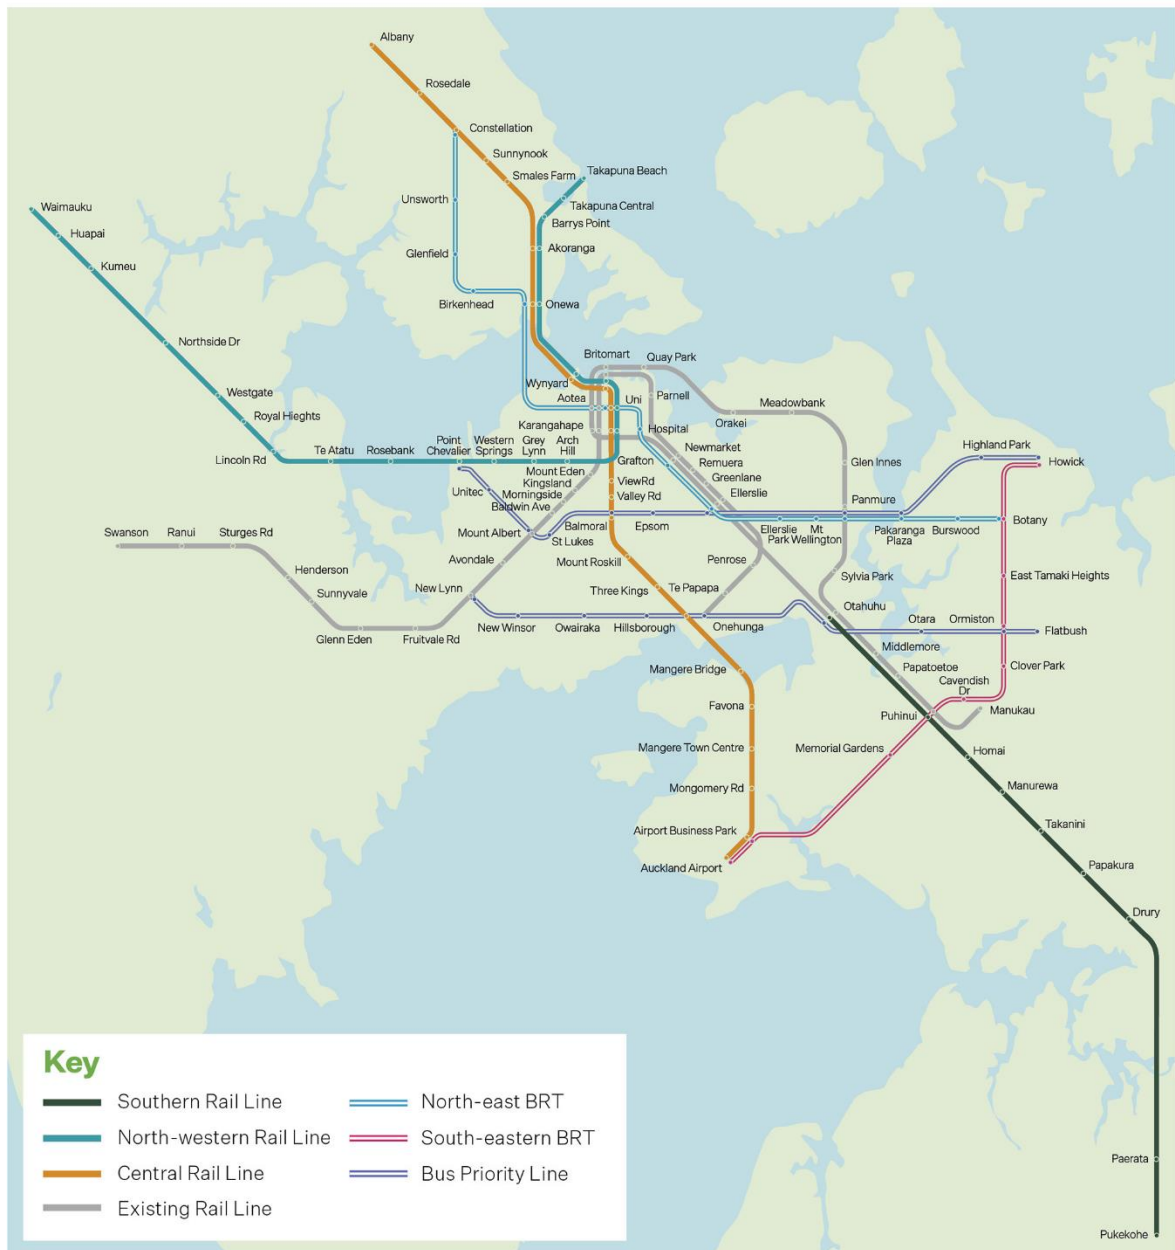 Albany
Rosedale
Constellation
Sunnynook
Smales Farm
Takapuna Beach
Unsworth
Takapuna Central
Waimauku
Barrys Point
Huapai
Glenfield
Akoranga
Kumeu
Birkenhead
Onewa
Northside Dr
Britomart
Quay Park
Wynyard
Westgate
Parnell
Aotea
Uni
Meadowbank
Royal Hieghts
Orakei
Karangahape
Hospital
Point
Chevalier
Western
Springs
Grey
Lynn
Arch
Hill
Highland Park
Te Atatu
Rosebank
Newmarket
Lincoln Rd
Grafton
Remuera
Glen Innes
Howick
Mount Eden
Greenlane
Kingsland
ViewRd
Unitec
Morningside
Valley Rd
Ellerslie
Baldwin Ave
Panmure
Swanson
Ranui
Sturges Rd
Mount Albert
St Lukes
Balmoral
Epsom
Ellerslie
Park
Mt
Wellington
Pakaranga
Plaza
Burswood
Botany
Avondale
Mount Roskill
Penrose
Henderson
Sylvia Park
East Tamaki Heights
Sunnyvale
New Lynn
Three Kings
Te Papapa
Otahuhu
Glenn Eden
Fruitvale Rd
New Winsor
Owairaka
Hillsborough
Onehunga
Otara
Ormiston
Flatbush
Middlemore
Mangere Bridge
Papatoetoe
Clover Park
Cavendish
Dr
Favona
Puhinui
Manukau
Mangere Town Centre
Memorial Gardens
Homai
Mongomery Rd
Manurewa
Airport Business Park
Takanini
Auckland Airport
Papakura
Drury
Key
Southern Rail Line
North-east BRT
North-western Rail Line
South-eastern BRT
Central Rail Line
Bus Priority Line
Existing Rail Line
Paerata
Pukekohe